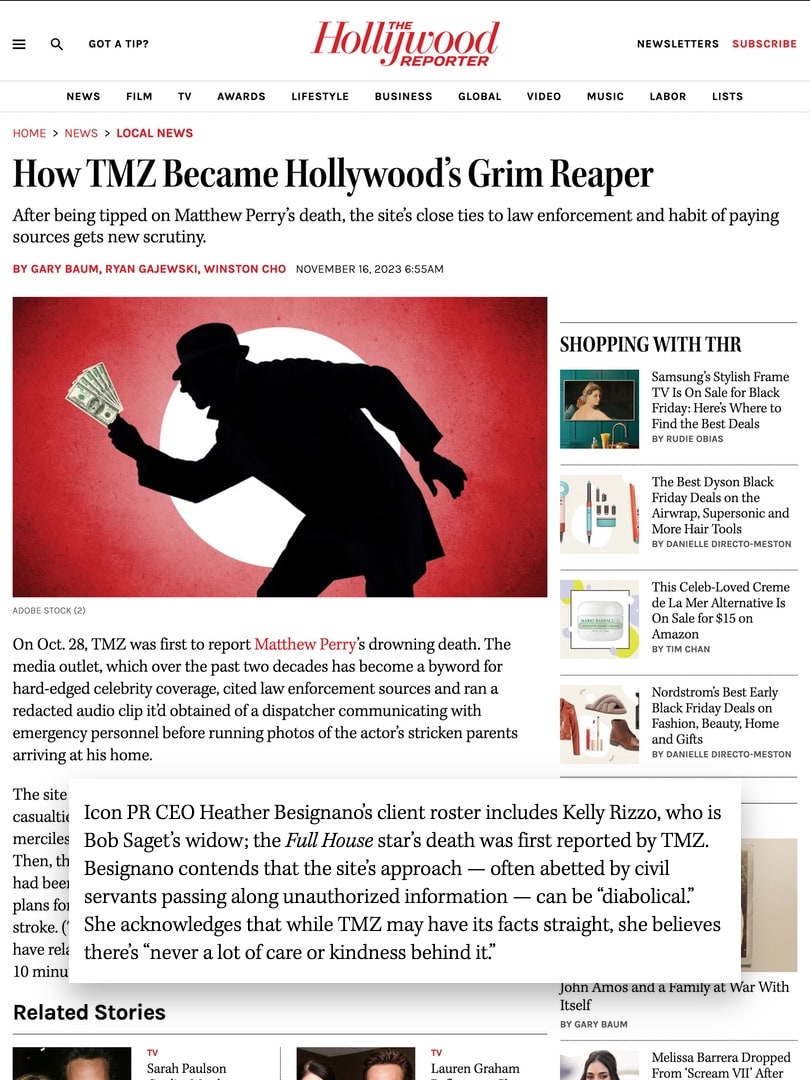 GOT A TIP?
THE
Hollywood
REPORTER
NEWSLETTERS SUBSCRIBE
NEWS FILM TV AWARDS LIFESTYLE BUSINESS GLOBAL VIDEO MUSIC LABOR LISTS
HOME > NEWS > LOCAL NEWS
How TMZ Became Hollywood’s Grim Reaper
After being tipped on Matthew Perry’s death, the site’s close ties to law enforcement and habit of paying
sources gets new scrutiny.
BY GARY BAUM, RYAN GAJEWSKI, WINSTON CHO NOVEMBER 16, 2023 6:55AM
ADOBE STOCK (2)
On Oct. 28, TMZ was first to report Matthew Perry’s drowning death. The
media outlet, which over the past two decades has become a byword for
hard-edged celebrity coverage, cited law enforcement sources and ran a
redacted audio clip it’d obtained of a dispatcher communicating with
emergency personnel before running photos of the actor’s stricken parents
arriving at his home.
The site
Then, th
had bee
plans fo
stroke. (
have rel
10 minu
Icon PR CEO Heather Besignano’s client roster includes Kelly Rizzo, who is
Bob Saget’s widow; the Full House star’s death was first reported by TMZ.
Besignano contends that the site’s approach — often abetted by civil
servants passing along unauthorized information — can be “diabolical.”
She acknowledges that while TMZ may have its facts straight, she believes
there’s “never a lot of care or kindness behind it.”
Related Stories
TV
Sarah Paulson
TV
Lauren Graham
SHOPPING WITH THR
Samsung’s Stylish Frame
TV Is On Sale for Black
Friday: Here’s Where to
Find the Best Deals
BY RUDIE OBIAS
The Best Dyson Black
Friday Deals on the
Airwrap, Supersonic and
More Hair Tools
BY DANIELLE DIRECTO-MESTON
This Celeb-Loved Creme
de La Mer Alternative Is
On Sale for $15 on
Amazon
BY TIM CHAN
Nordstrom’s Best Early
Black Friday Deals on
Fashion, Beauty, Home
and Gifts
BY DANIELLE DIRECTO-MESTON
John Amos and a Family at War With
Itself
BY GARY BAUM
Melissa Barrera Dropped
From ‘Scream VII’ After